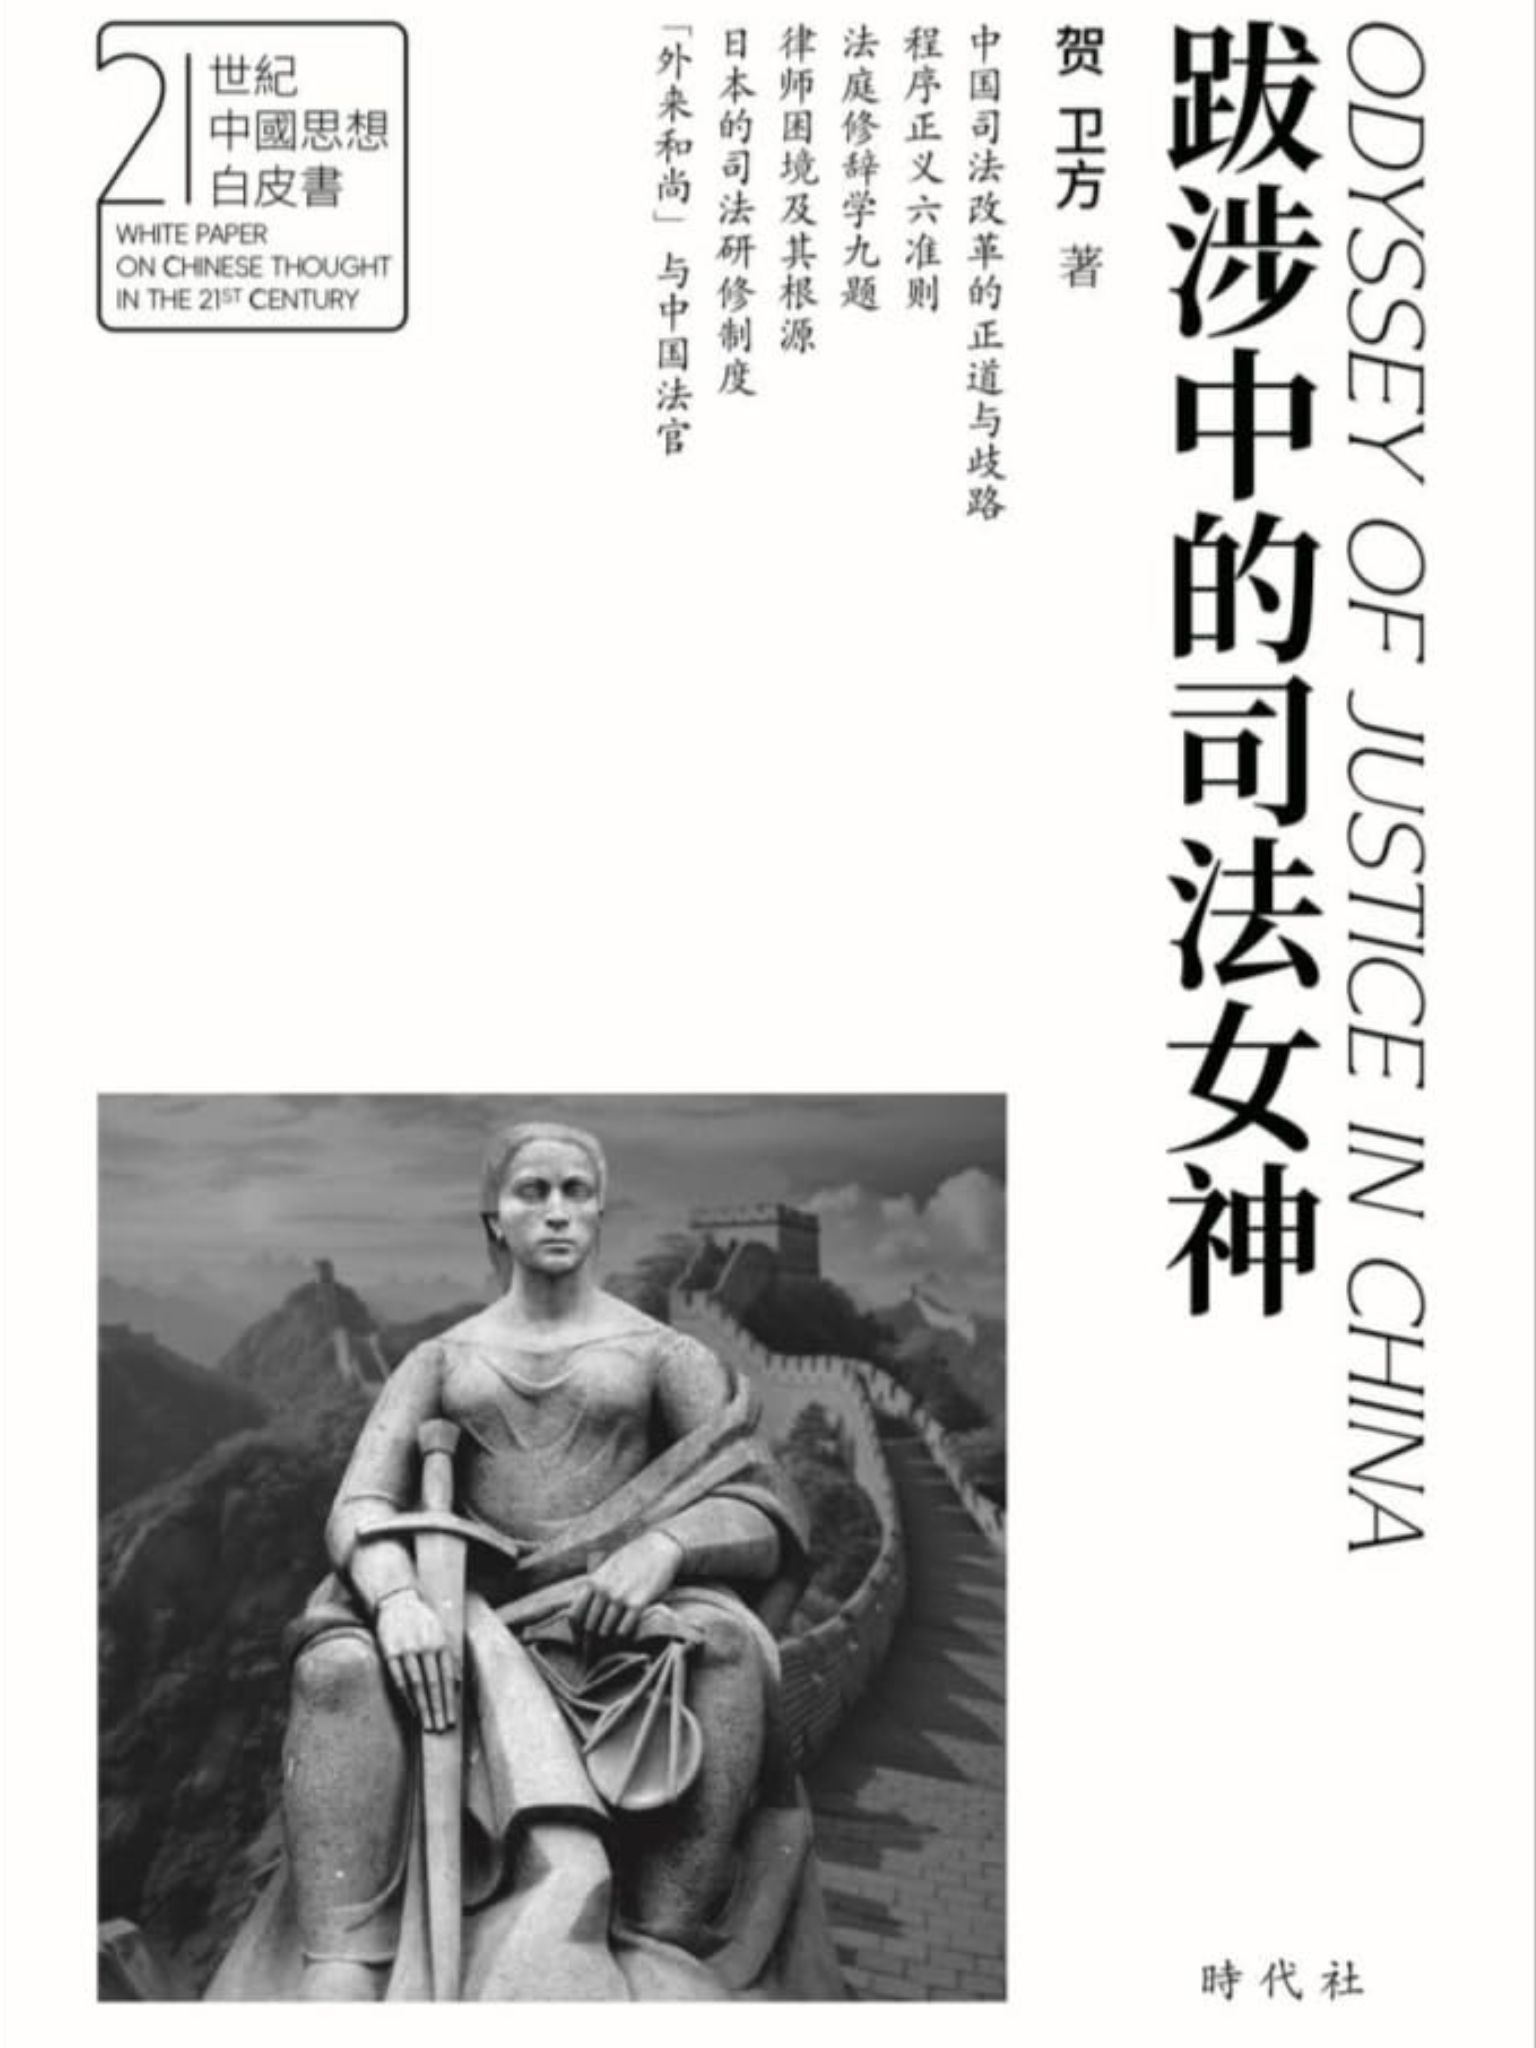 ODYSSEY OF JUSTICE IN CHINA
跋涉中的司法女神
贺卫方 著
中国司法改革的正道与歧路
程序正义六准则
法庭修辞学九题
律师困境及其根源
日本的司法研修制度
「外来和尚」与中国法官
21
世紀
中國思想
白皮書
WHITE PAPER
ON CHINESE THOUGHT
IN THE 21ST CENTURY
時代社